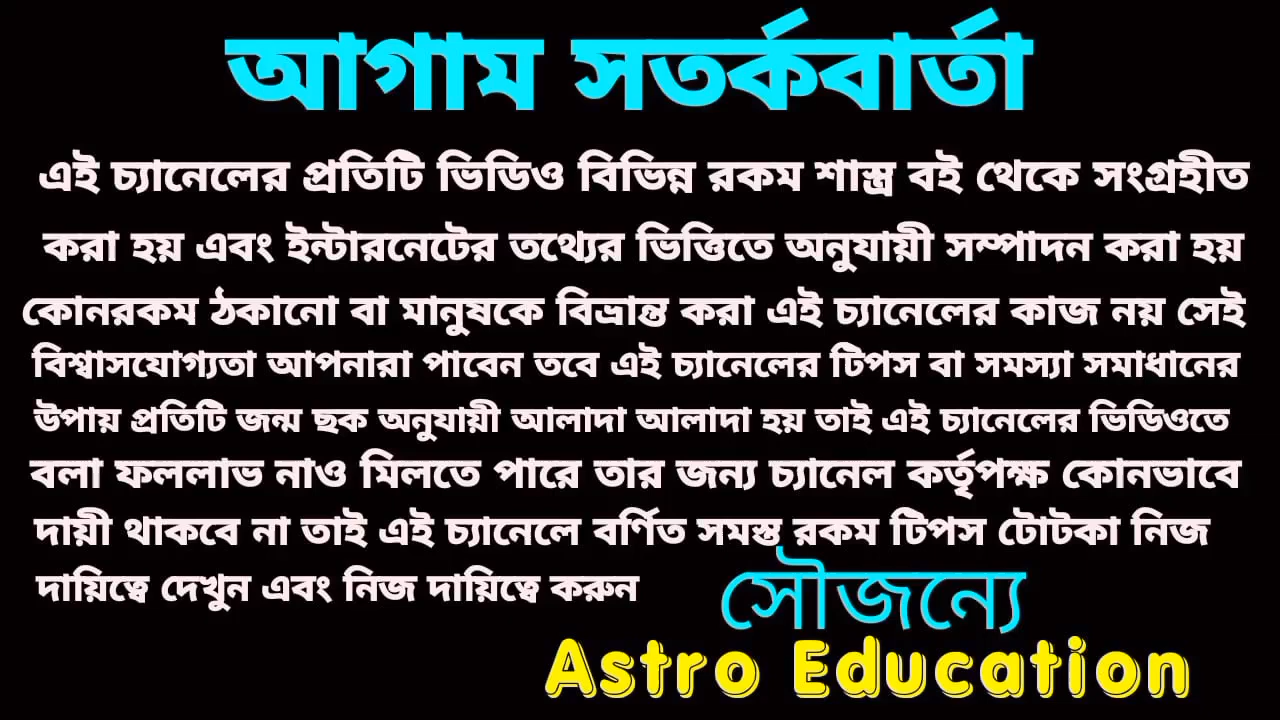 আগাম সতর্কবার্তা
এই চ্যানেলের প্রতিটি ভিডিও বিভিন্ন রকম শাস্ত্র বই থেকে সংগ্রহীত
করা হয় এবং ইন্টারনেটের তথ্যের ভিত্তিতে অনুযায়ী সম্পাদন করা হয়
কোনরকম ঠকানো বা মানুষকে বিভ্রান্ত করা এই চ্যানেলের কাজ নয় সেই
বিশ্বাসযোগ্যতা আপনারা পাবেন তবে এই চ্যানেলের টিপস বা সমস্যা সমাধানের
উপায় প্রতিটি জন্ম ছক অনুযায়ী আলাদা আলাদা হয় তাই এই চ্যানেলের ভিডিওতে
বলা ফললাভ নাও মিলতে পারে তার জন্য চ্যানেল কর্তৃপক্ষ কোনভাবে
দায়ী থাকবে না তাই এই চ্যানেলে বর্ণিত সমস্ত রকম টিপস টোটকা নিজ
দায়িত্বে দেখুন এবং নিজ দায়িত্বে করুন
সৌজন্যে
Astro Education